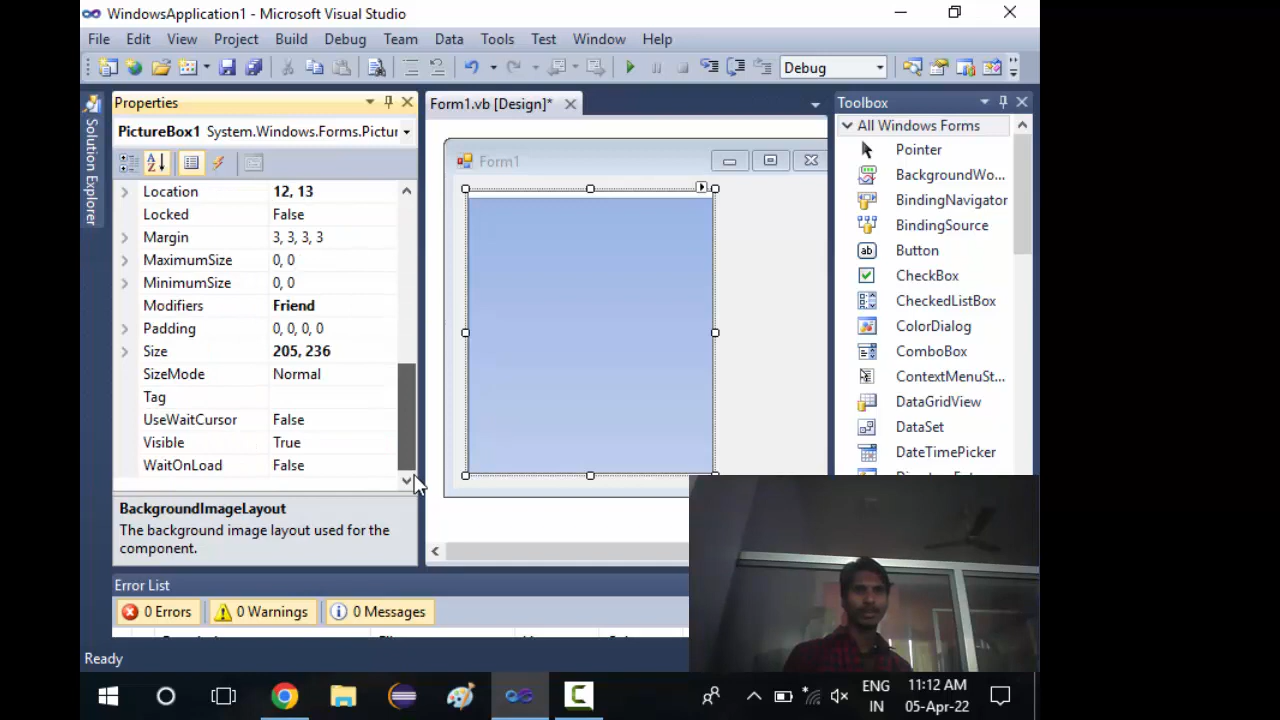 WindowsApplication1 - Microsoft Visual Studio
File Edit View Project Build Debug Team Data Tools Test Window Help
Debug
Solution Explorer
Properties
PictureBox1 System.Windows.Forms.Pictur
Location 12, 13
Locked False
Margin 3, 3, 3, 3
MaximumSize 0, 0
MinimumSize 0, 0
Modifiers Friend
Padding 0, 0, 0, 0
Size 205, 236
SizeMode Normal
Tag
UseWaitCursor False
Visible True
WaitOnLoad False
BackgroundImageLayout
The background image layout used for the
component.
Form1.vb [Design]*
Form1
Toolbox
All Windows Forms
Pointer
BackgroundWo...
BindingNavigator
BindingSource
ab Button
CheckBox
CheckedListBox
ColorDialog
ComboBox
ContextMenuSt...
DataGridView
DataSet
DateTimePicker
Error List
0 Errors 0 Warnings 0 Messages
Ready
ENG
IN
11:12 AM
05-Apr-22